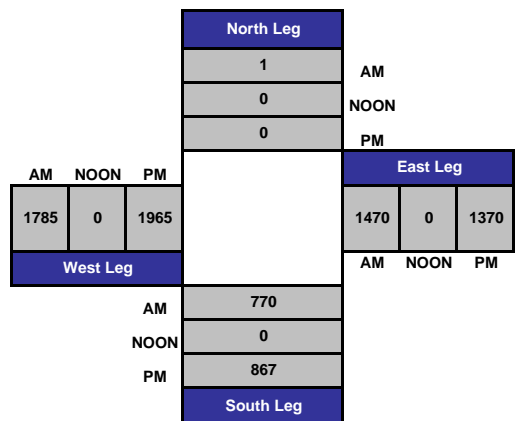 North Leg
1 AM
0 NOON
0 PM
AM NOON PM
East Leg
1785 0 1965
1470 0 1370
West Leg
AM NOON PM
AM 770
NOON 0
PM 867
South Leg